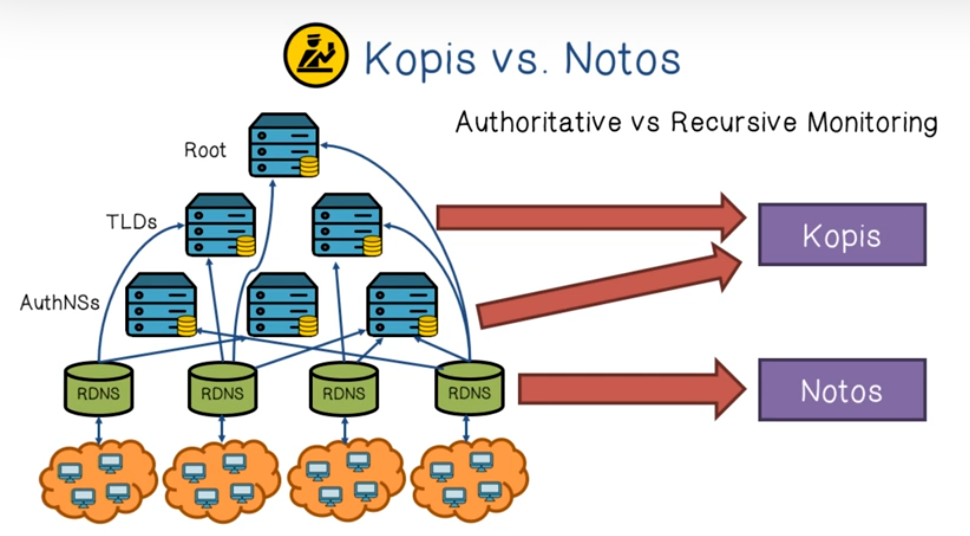 Kopis vs. Notos
Authoritative vs Recursive Monitoring
Root
TLDs
Kopis
AuthNSs
RDNS
RDNS
RDNS
RDNS
Notos